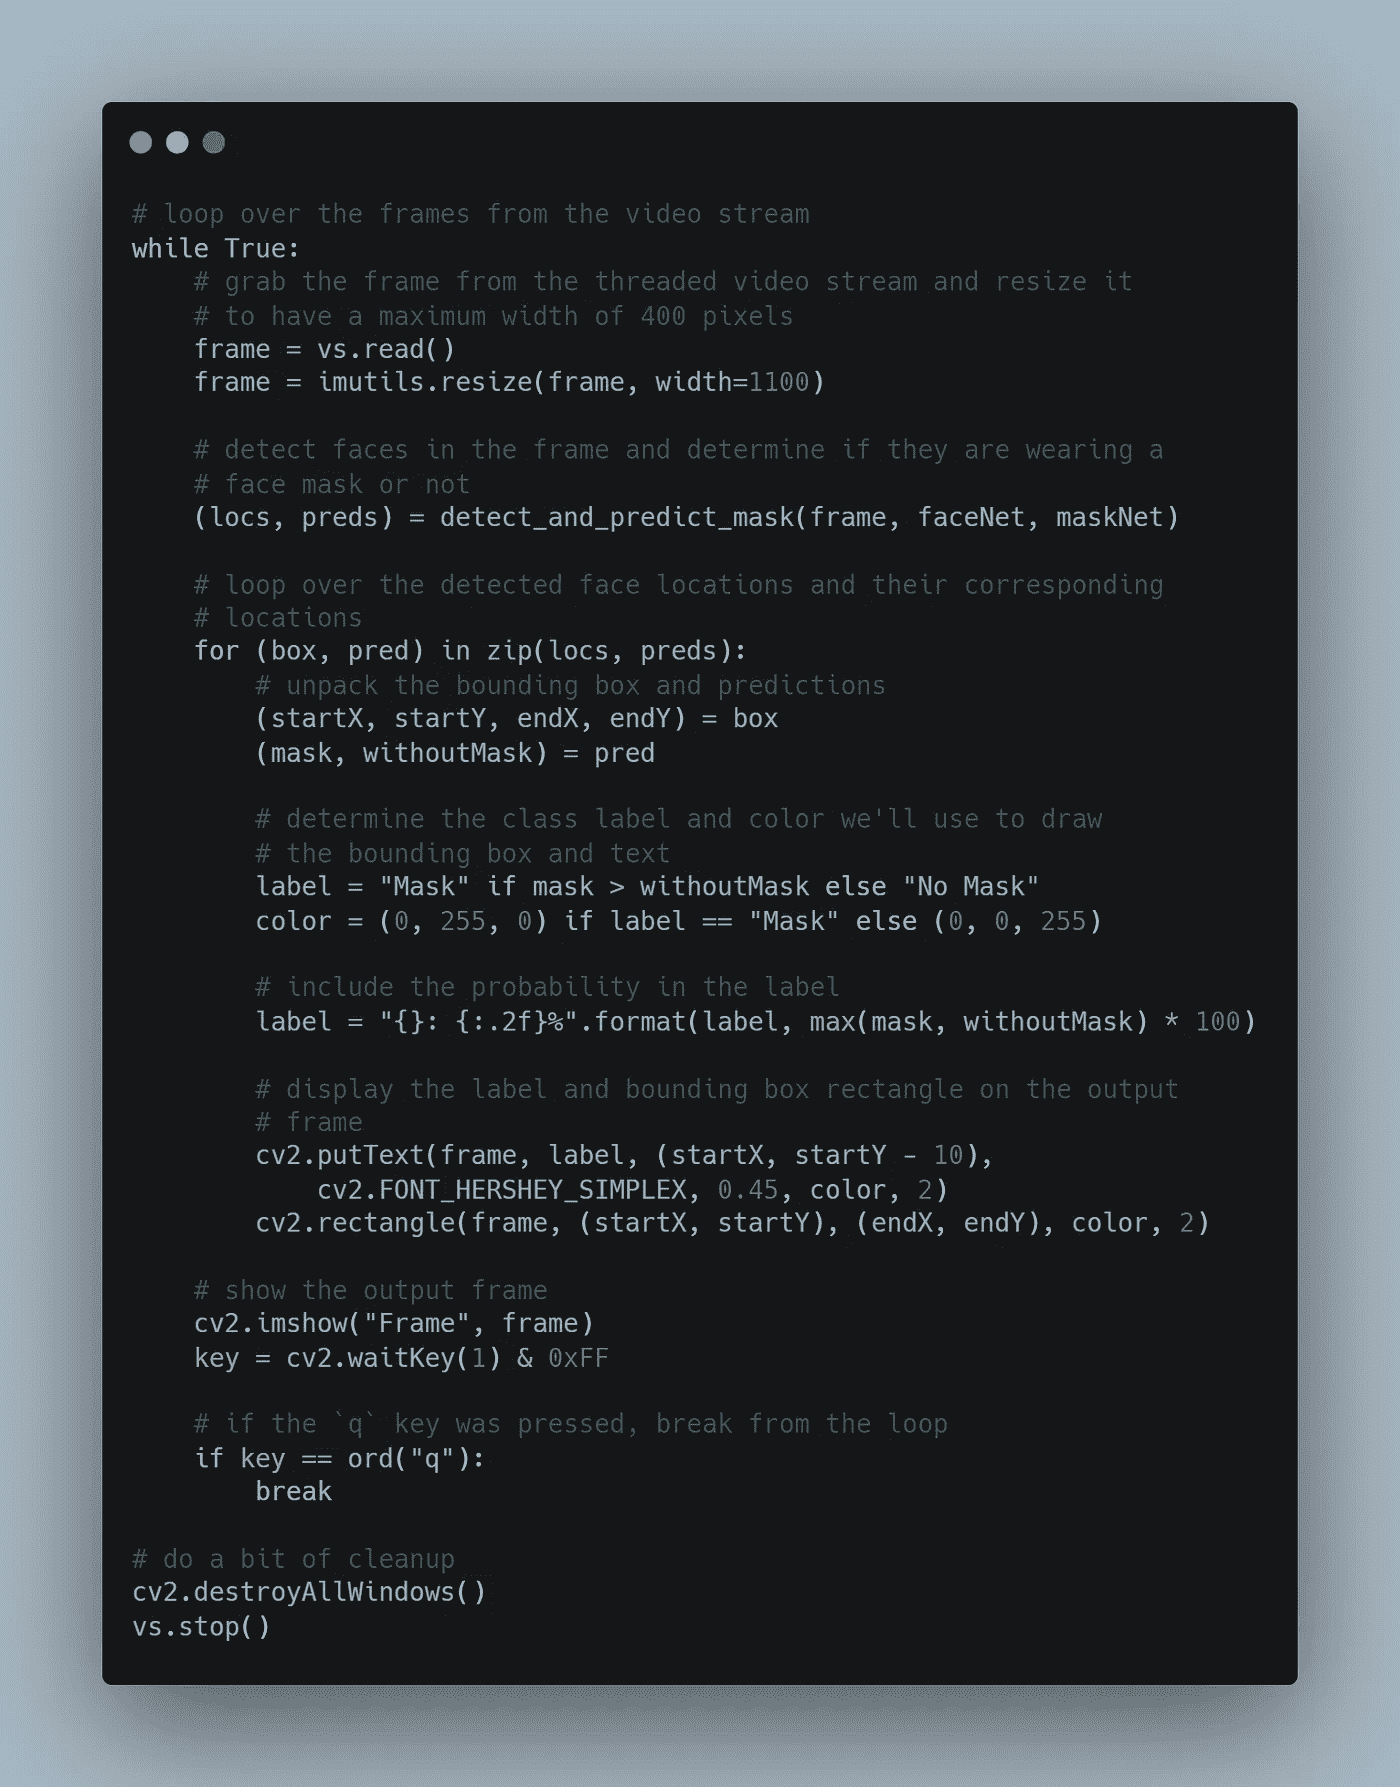 # loop over the frames from the video stream
while True:
    # grab the frame from the threaded video stream and resize it
    # to have a maximum width of 400 pixels
    frame = vs.read()
    frame = imutils.resize(frame, width=1100)

    # detect faces in the frame and determine if they are wearing a
    # face mask or not
    (locs, preds) = detect_and_predict_mask(frame, faceNet, maskNet)

    # loop over the detected face locations and their corresponding
    # locations
    for (box, pred) in zip(locs, preds):
        # unpack the bounding box and predictions
        (startX, startY, endX, endY) = box
        (mask, withoutMask) = pred

        # determine the class label and color we'll use to draw
        # the bounding box and text
        label = "Mask" if mask > withoutMask else "No Mask"
        color = (0, 255, 0) if label == "Mask" else (0, 0, 255)

        # include the probability in the label
        label = "{}: {:.2f}%".format(label, max(mask, withoutMask) * 100)

        # display the label and bounding box rectangle on the output
        # frame
        cv2.putText(frame, label, (startX, startY - 10),
            cv2.FONT_HERSHEY_SIMPLEX, 0.45, color, 2)
        cv2.rectangle(frame, (startX, startY), (endX, endY), color, 2)

    # show the output frame
    cv2.imshow("Frame", frame)
    key = cv2.waitKey(1) & 0xFF

    # if the `q` key was pressed, break from the loop
    if key == ord("q"):
        break

# do a bit of cleanup
cv2.destroyAllWindows()
vs.stop()